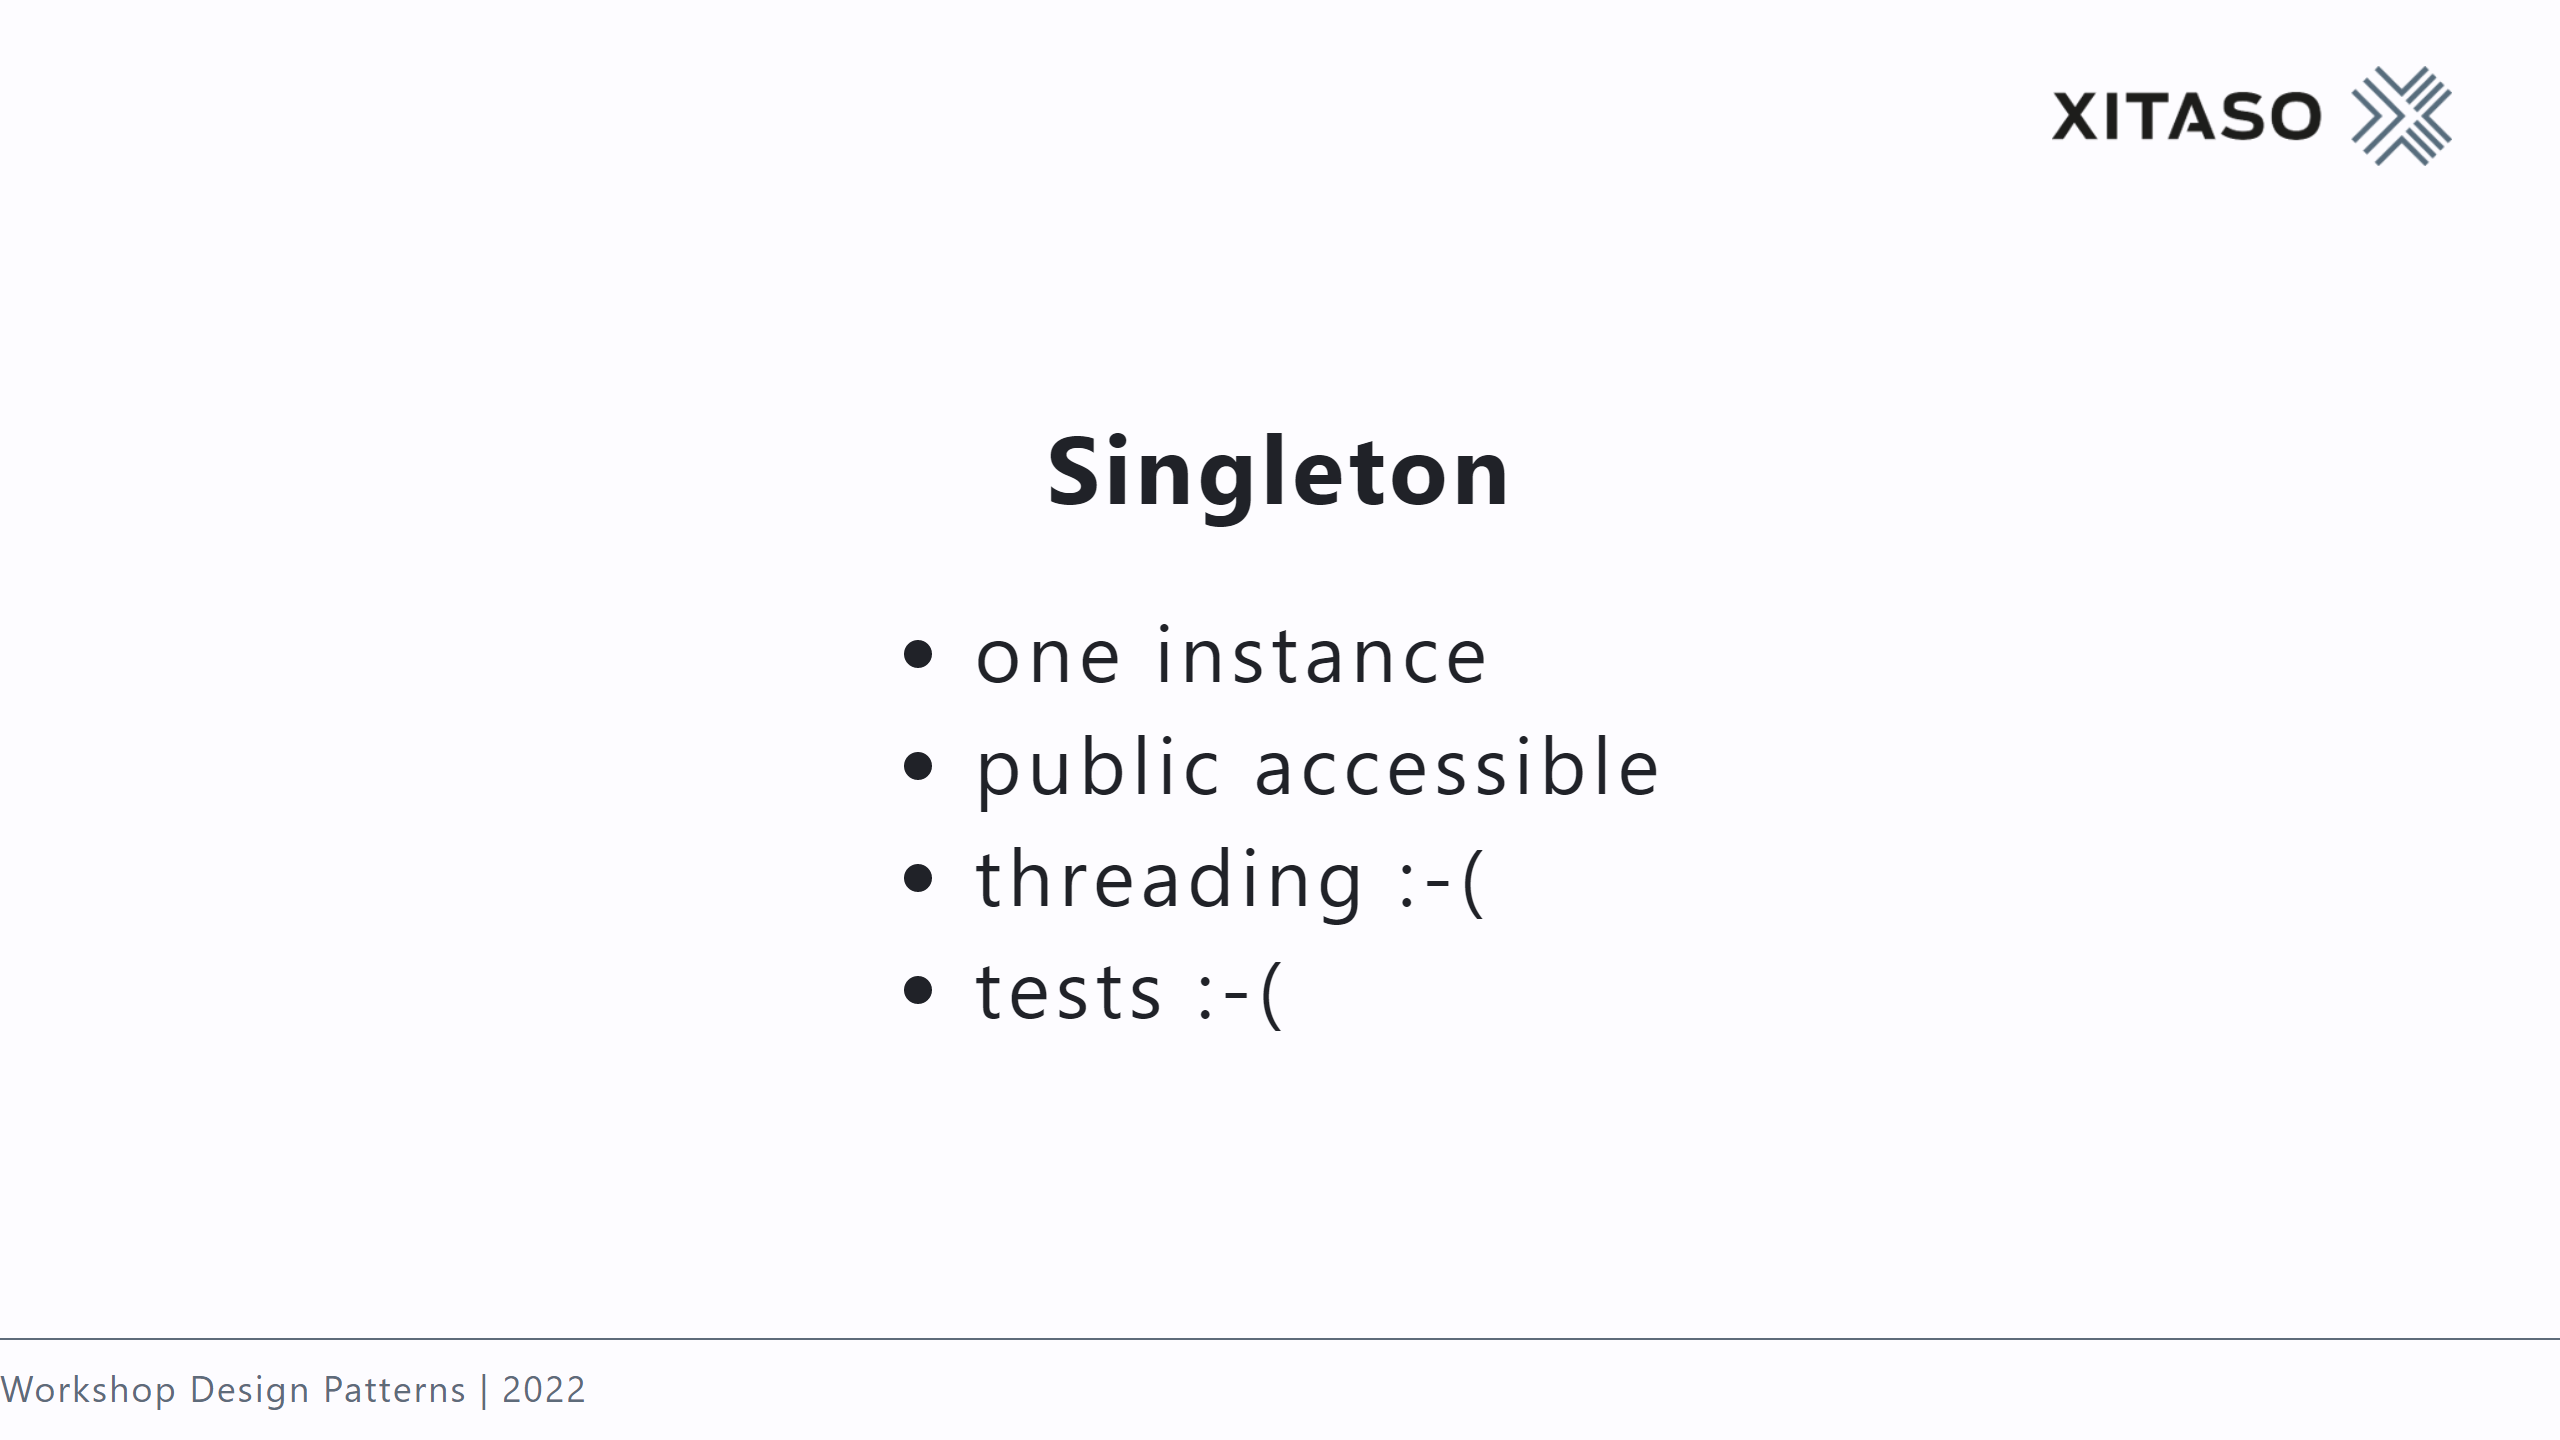 XITASO
Singleton
• one instance
• public accessible
• threading :-(
• tests :-(
Workshop Design Patterns | 2022